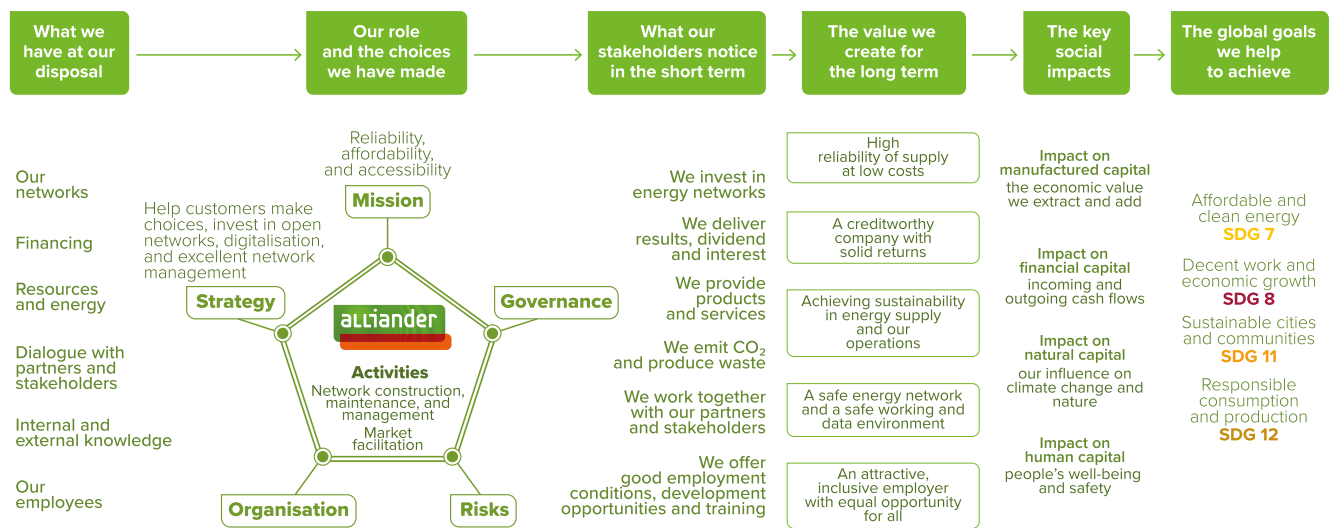 What we
have at our
disposal
Our role
and the choices
we have made
What our
stakeholders notice
in the short term
The value we
create for
the long term
The key
social
impacts
The global goals
we help
to achieve
Our
networks
Financing
Resources
and energy
Dialogue with
partners and
stakeholders
Internal and
external knowledge
Our
employees
Reliability,
affordability,
and accessibility
Mission
Help customers make
choices, invest in open
networks, digitalisation,
and excellent network
management
Strategy
Governance
alliander
Activities
Network construction,
maintenance, and
management
Market
facilitation
Organisation
Risks
We invest in
energy networks
We deliver
results, dividend
and interest
We provide
products
and services
We emit CO₂
and produce waste
We work together
with our partners
and stakeholders
We offer
good employment
conditions, development
opportunities and training
High
reliability of supply
at low costs
A creditworthy
company with
solid returns
Achieving sustainability
in energy supply
and our
operations
A safe energy network
and a safe working and
data environment
An attractive,
inclusive employer
with equal opportunity
for all
Impact on
manufactured capital
the economic value
we extract and add
Impact on
financial capital
incoming and
outgoing cash flows
Impact on
natural capital
our influence on
climate change and
nature
Impact on
human capital
people's well-being
and safety
Affordable and
clean energy
SDG 7
Decent work and
economic growth
SDG 8
Sustainable cities
and communities
SDG 11
Responsible
consumption
and production
SDG 12